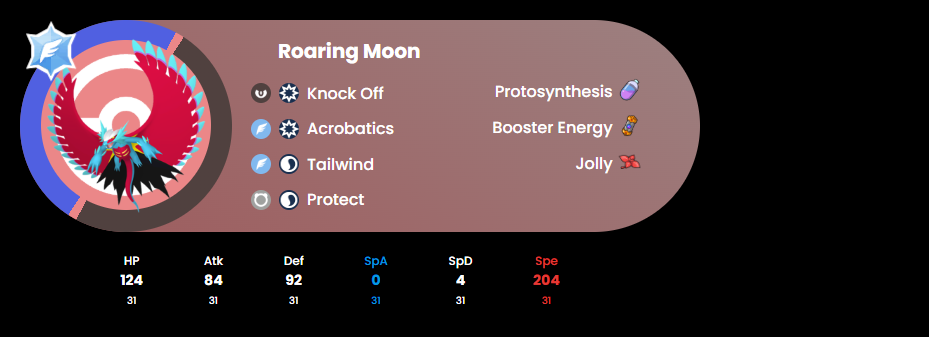 Roaring Moon
Knock Off
Acrobatics
Tailwind
Protect
Protosynthesis
Booster Energy
Jolly
HP Atk Def SpA SpD Spe
124 84 92 0 4 204
31 31 31 31 31 31